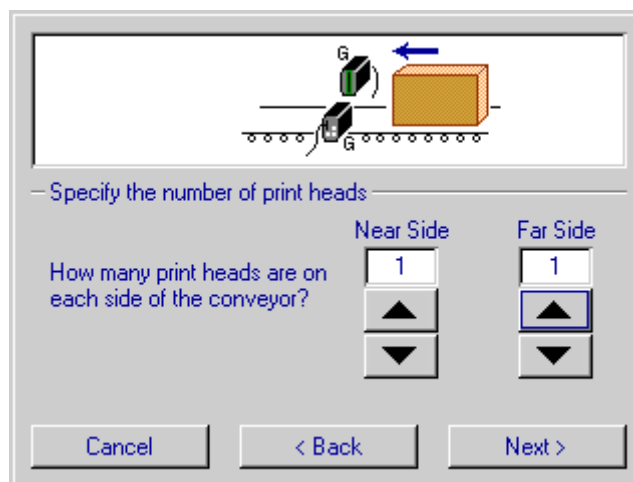 G
G
Specify the number of print heads
Near Side
Far Side
1
1
How many print heads are on
each side of the conveyor?
Cancel
< Back
Next >